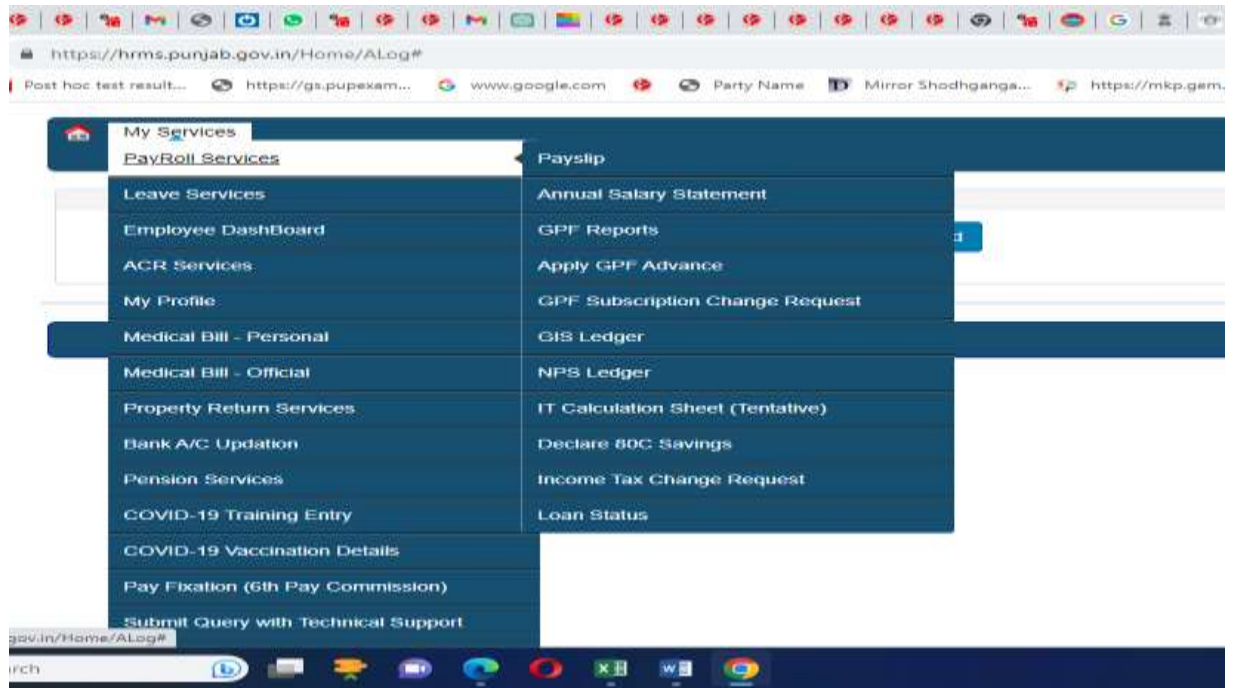 https://hrms.punjab.gov.in/Home/ALog#
Post hoc test result... https://gs.pupexam... www.google.com Party Name Mirror Shodhganga... https://mkp.gem.
My Services
PayRoll Services
Leave Services
Employee DashBoard
ACR Services
My Profile
Medical Bill - Personal
Medical Bill - Official
Property Return Services
Bank A/C Updation
Pension Services
COVID-19 Training Entry
COVID-19 Vaccination Details
Pay Fixation (6th Pay Commission)
Submit Query with Technical Support
Payslip
Annual Salary Statement
GPF Reports
Apply GPF Advance
GPF Subscription Change Request
GIS Ledger
NPS Ledger
IT Calculation Sheet (Tentative)
Declare 80C Savings
Income Tax Change Request
Loan Status
gov.in/Home/ALog#